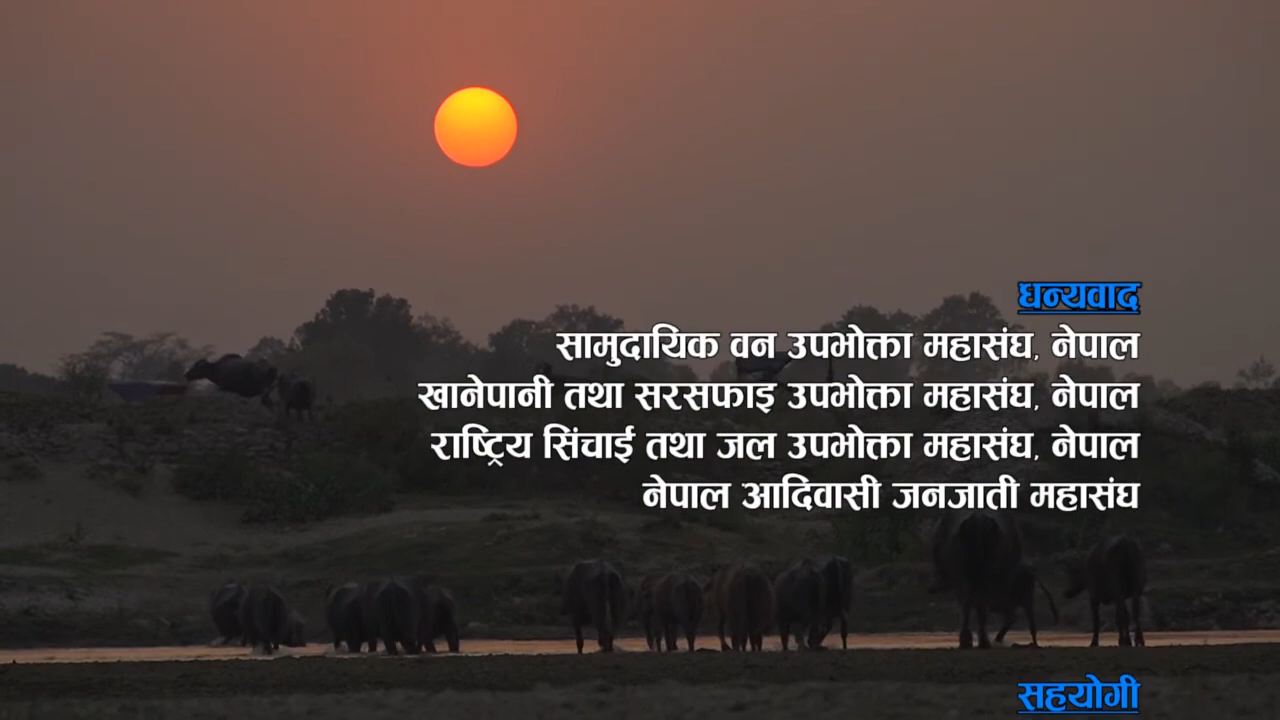 धन्यवाद
सामुदायिक वन उपभोक्ता महासंघ, नेपाल
खानेपानी तथा सरसफाइ उपभोक्ता महासंघ, नेपाल
राष्ट्रिय सिंचाई तथा जल उपभोक्ता महासंघ, नेपाल
नेपाल आदिवासी जनजाती महासंघ
सहयोगी